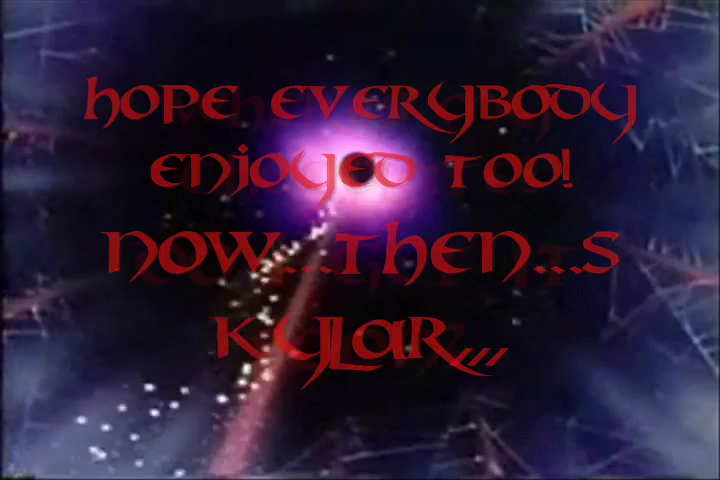 HOPE EVERYBODY
ENJOYED TOO!
NOW...THEN...S
KYLAR,,,